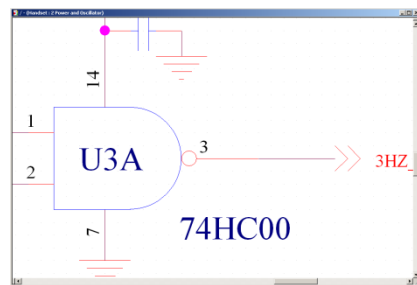 / - (Handset : 2 Power and Oscillator)
14
1
2
U3A
3
3HZ_
7
74HC00